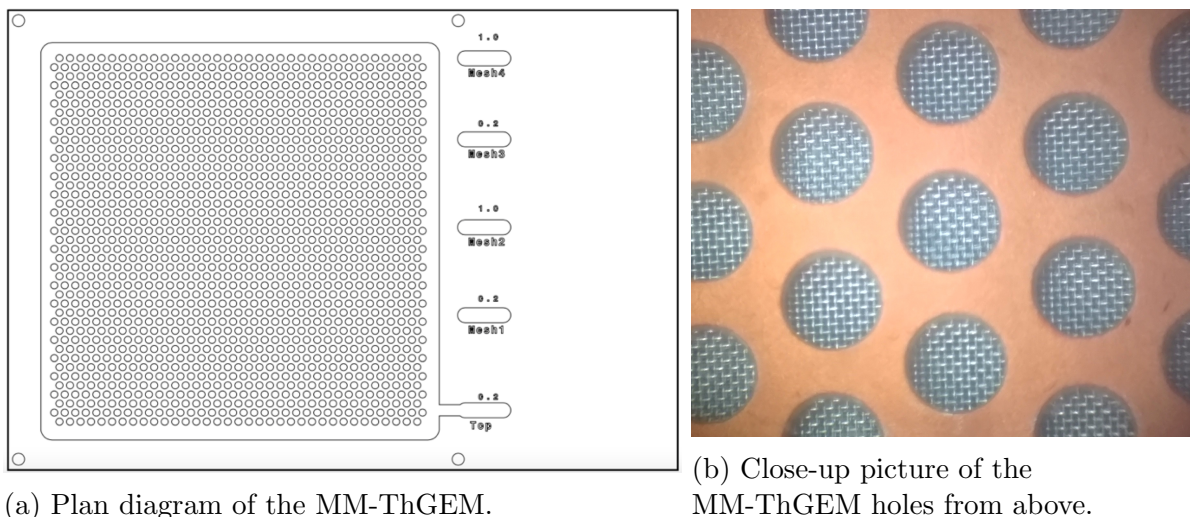 1.0
Mesh4
0.2
Mesh3
1.0
Mesh2
0.2
Mesh1
0.2
Top
(a) Plan diagram of the MM-ThGEM.
(b) Close-up picture of the
MM-ThGEM holes from above.